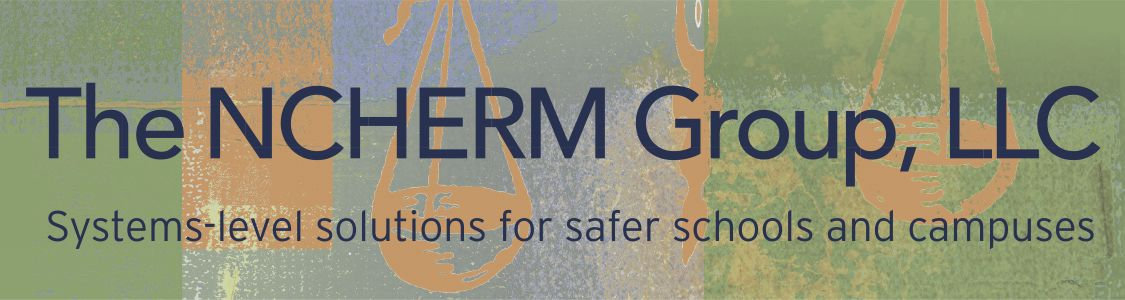 The NCHERM Group, LLC
Systems-level solutions for safer schools and campuses